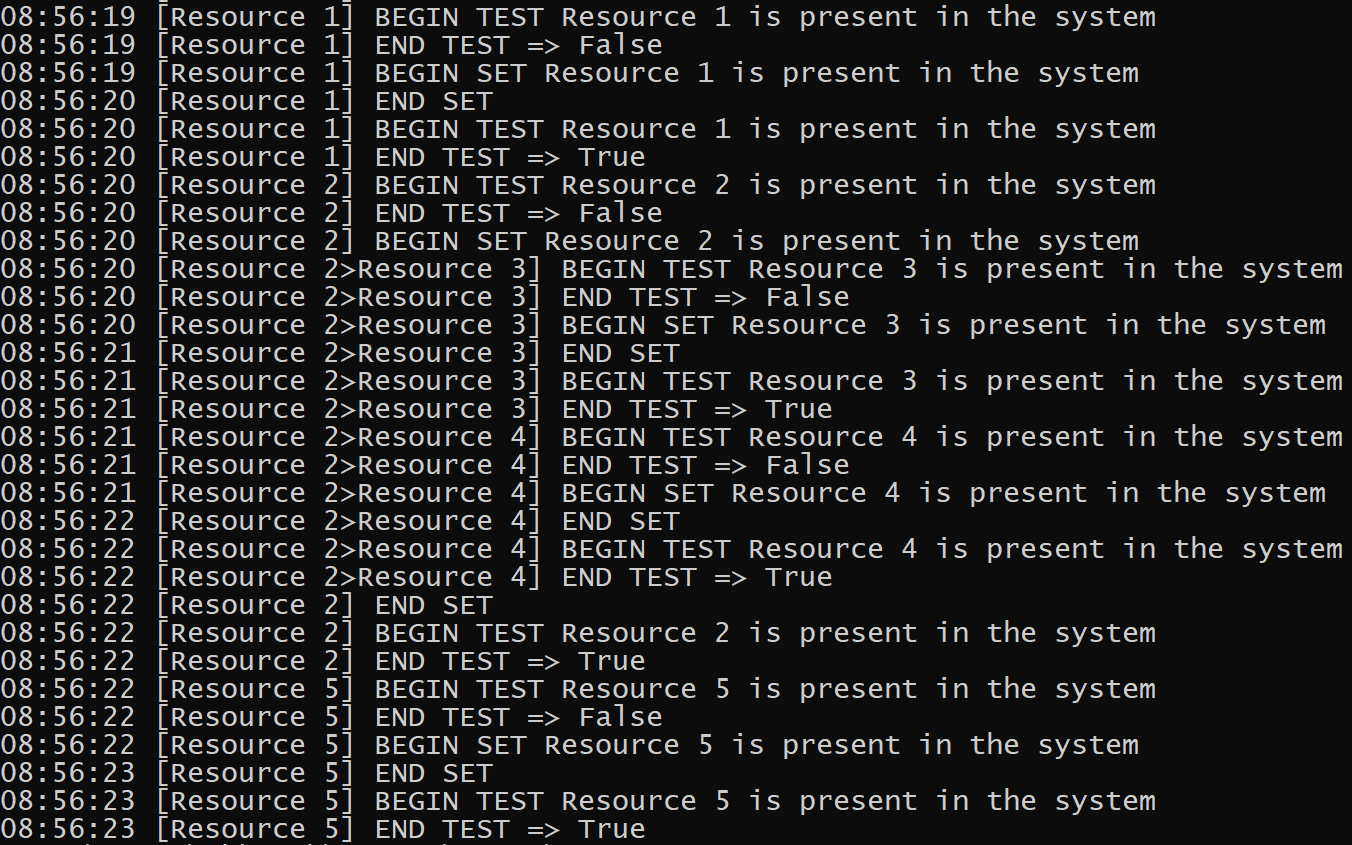 08:56:19 [Resource 1] BEGIN TEST Resource 1 is present in the system
08:56:19 [Resource 1] END TEST => False
08:56:19 [Resource 1] BEGIN SET Resource 1 is present in the system
08:56:20 [Resource 1] END SET
08:56:20 [Resource 1] BEGIN TEST Resource 1 is present in the system
08:56:20 [Resource 1] END TEST => True
08:56:20 [Resource 2] BEGIN TEST Resource 2 is present in the system
08:56:20 [Resource 2] END TEST => False
08:56:20 [Resource 2] BEGIN SET Resource 2 is present in the system
08:56:20 [Resource 2>Resource 3] BEGIN TEST Resource 3 is present in the system
08:56:20 [Resource 2>Resource 3] END TEST => False
08:56:20 [Resource 2>Resource 3] BEGIN SET Resource 3 is present in the system
08:56:21 [Resource 2>Resource 3] END SET
08:56:21 [Resource 2>Resource 3] BEGIN TEST Resource 3 is present in the system
08:56:21 [Resource 2>Resource 3] END TEST => True
08:56:21 [Resource 2>Resource 4] BEGIN TEST Resource 4 is present in the system
08:56:21 [Resource 2>Resource 4] END TEST => False
08:56:21 [Resource 2>Resource 4] BEGIN SET Resource 4 is present in the system
08:56:22 [Resource 2>Resource 4] END SET
08:56:22 [Resource 2>Resource 4] BEGIN TEST Resource 4 is present in the system
08:56:22 [Resource 2>Resource 4] END TEST => True
08:56:22 [Resource 2] END SET
08:56:22 [Resource 2] BEGIN TEST Resource 2 is present in the system
08:56:22 [Resource 2] END TEST => True
08:56:22 [Resource 5] BEGIN TEST Resource 5 is present in the system
08:56:22 [Resource 5] END TEST => False
08:56:22 [Resource 5] BEGIN SET Resource 5 is present in the system
08:56:23 [Resource 5] END SET
08:56:23 [Resource 5] BEGIN TEST Resource 5 is present in the system
08:56:23 [Resource 5] END TEST => True